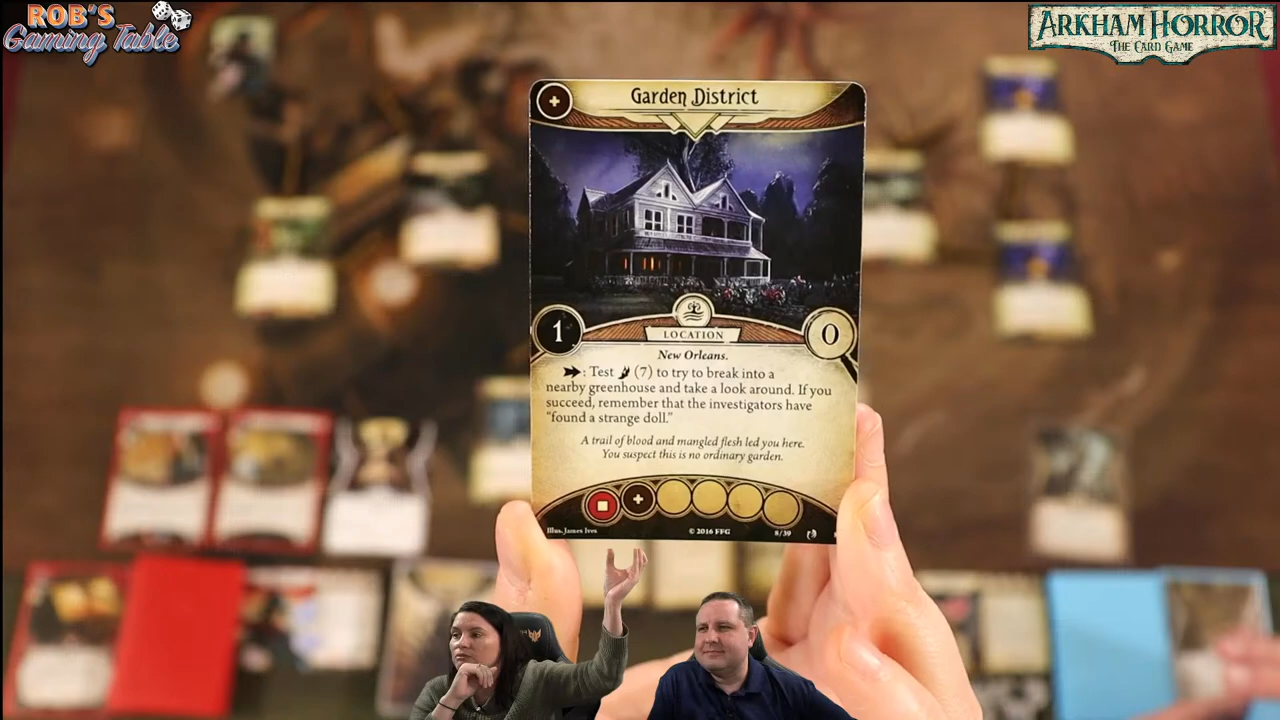 ROB'S
Gaming Table
ARKHAM HORROR
THE CARD GAME
Garden District
1
LOCATION
0
New Orleans.
: Test (7) to try to break into a
nearby greenhouse and take a look around. If you
succeed, remember that the investigators have
"found a strange doll."
A trail of blood and mangled flesh led you here.
You suspect this is no ordinary garden.
Illus. James Ives
© 2016 FFG
8/39